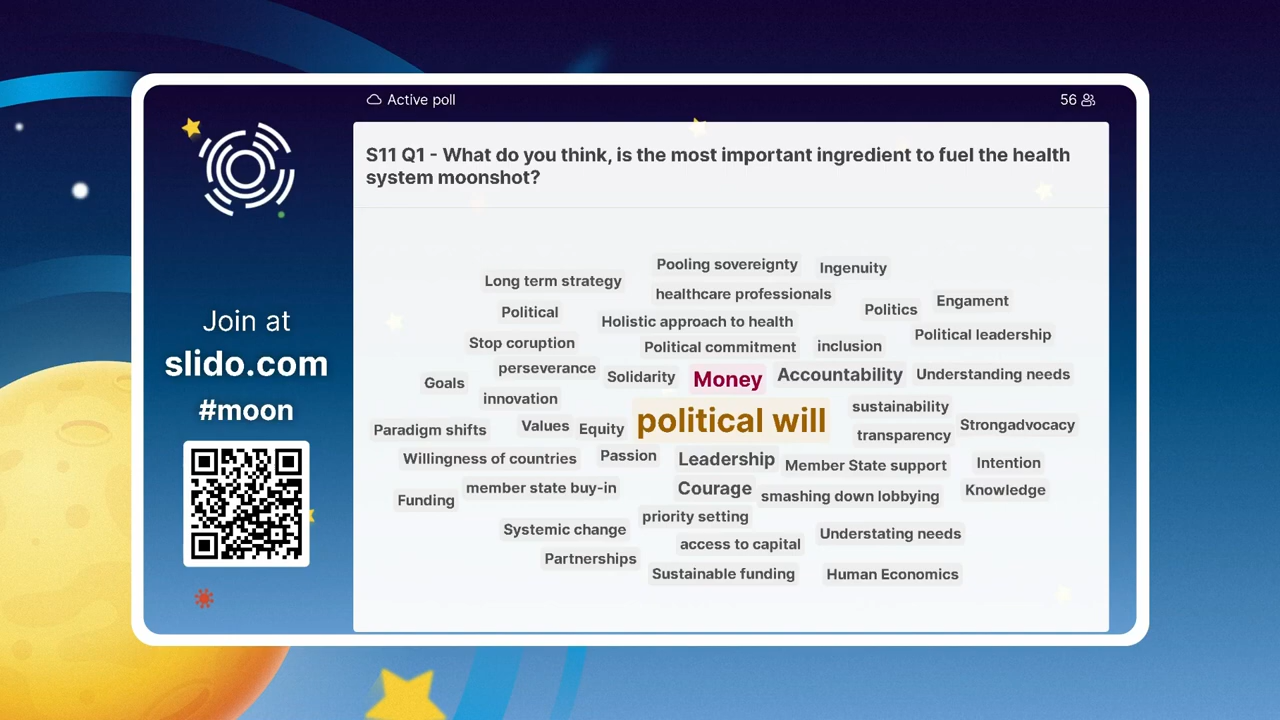 Active poll
56
S11 Q1 - What do you think, is the most important ingredient to fuel the health
system moonshot?
Join at
slido.com
#moon
Pooling sovereignty
Ingenuity
Long term strategy
healthcare professionals
Engament
Political
Politics
Holistic approach to health
Political leadership
Stop coruption
Political commitment
inclusion
perseverance
Goals
Solidarity
Money
Accountability
Understanding needs
innovation
sustainability
Paradigm shifts
Values
Equity
political will
transparency
Strongadvocacy
Willingness of countries
Passion
Leadership
Member State support
Intention
Funding
member state buy-in
Courage
smashing down lobbying
Knowledge
priority setting
Systemic change
access to capital
Understating needs
Partnerships
Sustainable funding
Human Economics